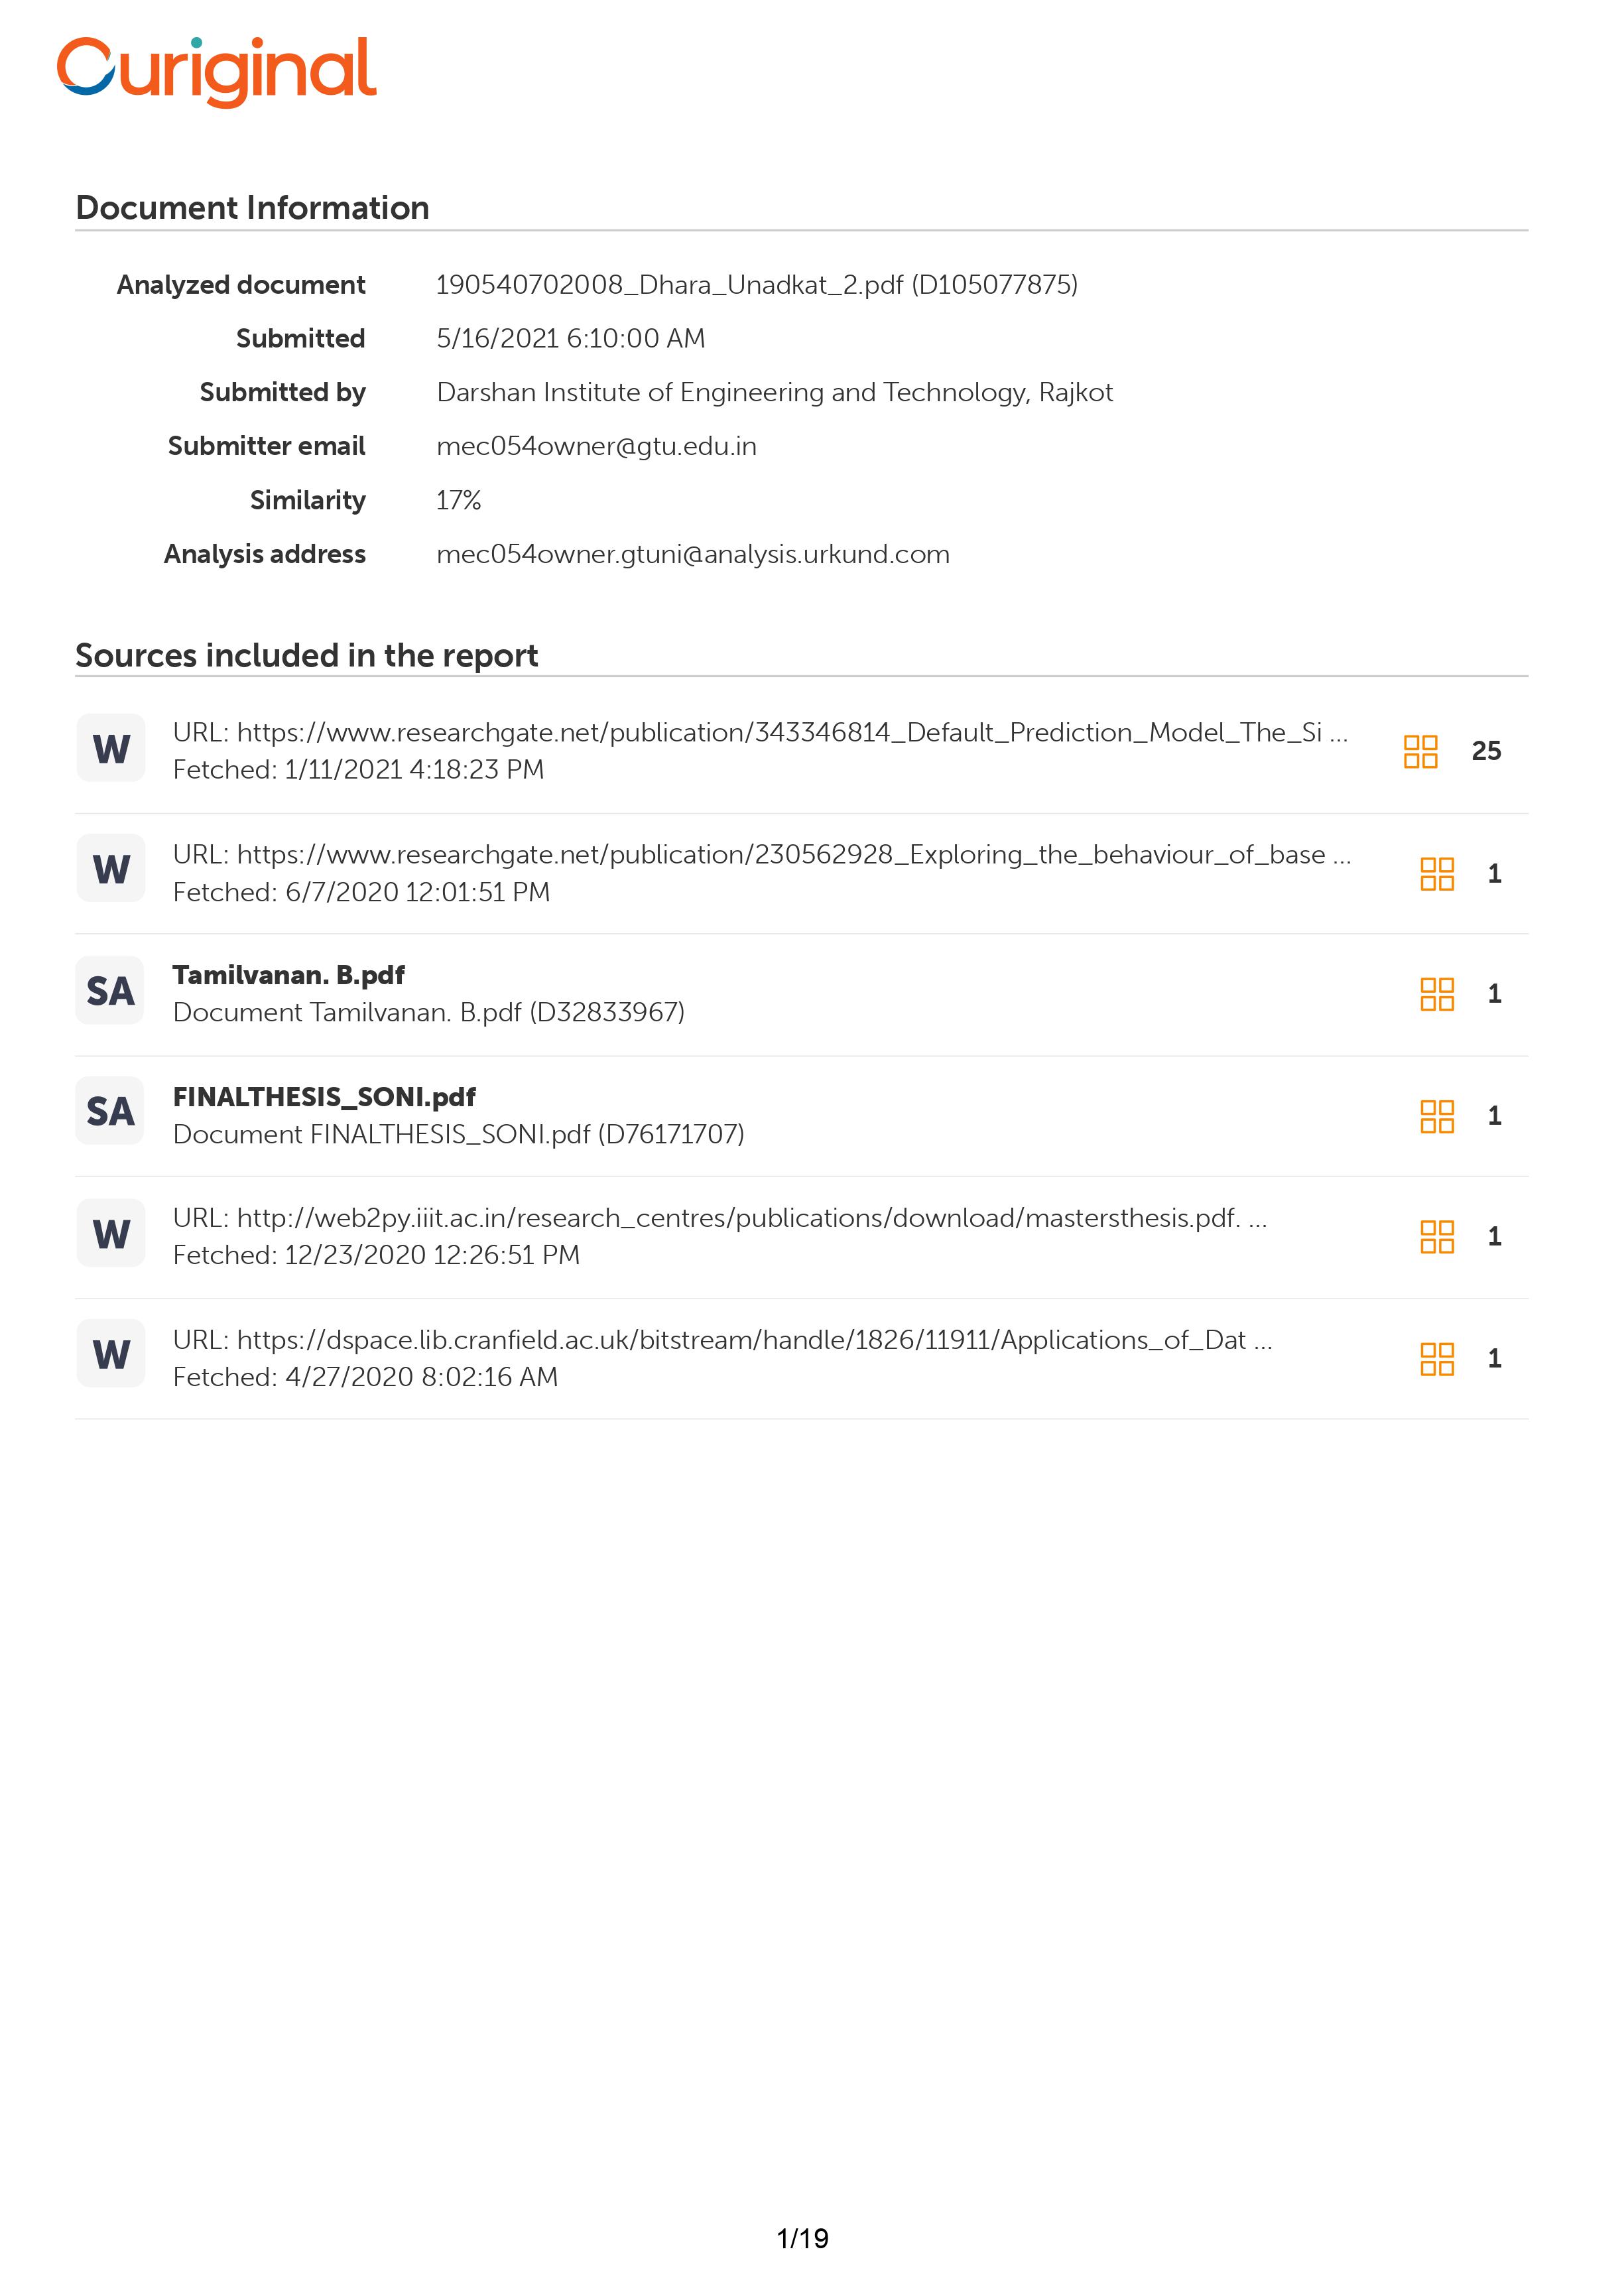 Ouriginal
Document Information
Analyzed document 190540702008_Dhara_Unadkat_2.pdf (D105077875)
Submitted 5/16/2021 6:10:00 AM
Submitted by Darshan Institute of Engineering and Technology, Rajkot
Submitter email mec054owner@gtu.edu.in
Similarity 17%
Analysis address mec054owner.gtuni@analysis.urkund.com
Sources included in the report
W URL: https://www.researchgate.net/publication/343346814_Default_Prediction_Model_The_Si ... 25
Fetched: 1/11/2021 4:18:23 PM
W URL: https://www.researchgate.net/publication/230562928_Exploring_the_behaviour_of_base ... 1
Fetched: 6/7/2020 12:01:51 PM
SA Tamilvanan. B.pdf 1
Document Tamilvanan. B.pdf (D32833967)
SA FINALTHESIS_SONI.pdf 1
Document FINALTHESIS_SONI.pdf (D76171707)
W URL: http://web2py.iiit.ac.in/research_centres/publications/download/mastersthesis.pdf. ... 1
Fetched: 12/23/2020 12:26:51 PM
W URL: https://dspace.lib.cranfield.ac.uk/bitstream/handle/1826/11911/Applications_of_Dat ... 1
Fetched: 4/27/2020 8:02:16 AM
1/19